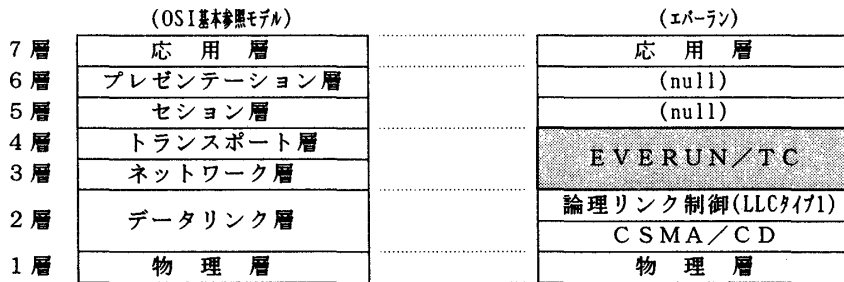 (OSI基本参照モデル)
(エバーラン)
7層 応用層 応用層
6層 プレゼンテーション層 (null)
5層 セション層 (null)
4層 トランスポート層
EVERUN/TC
3層 ネットワーク層
論理リンク制御(LLCタイプ1)
2層 データリンク層
CSMA/CD
1層 物理層 物理層